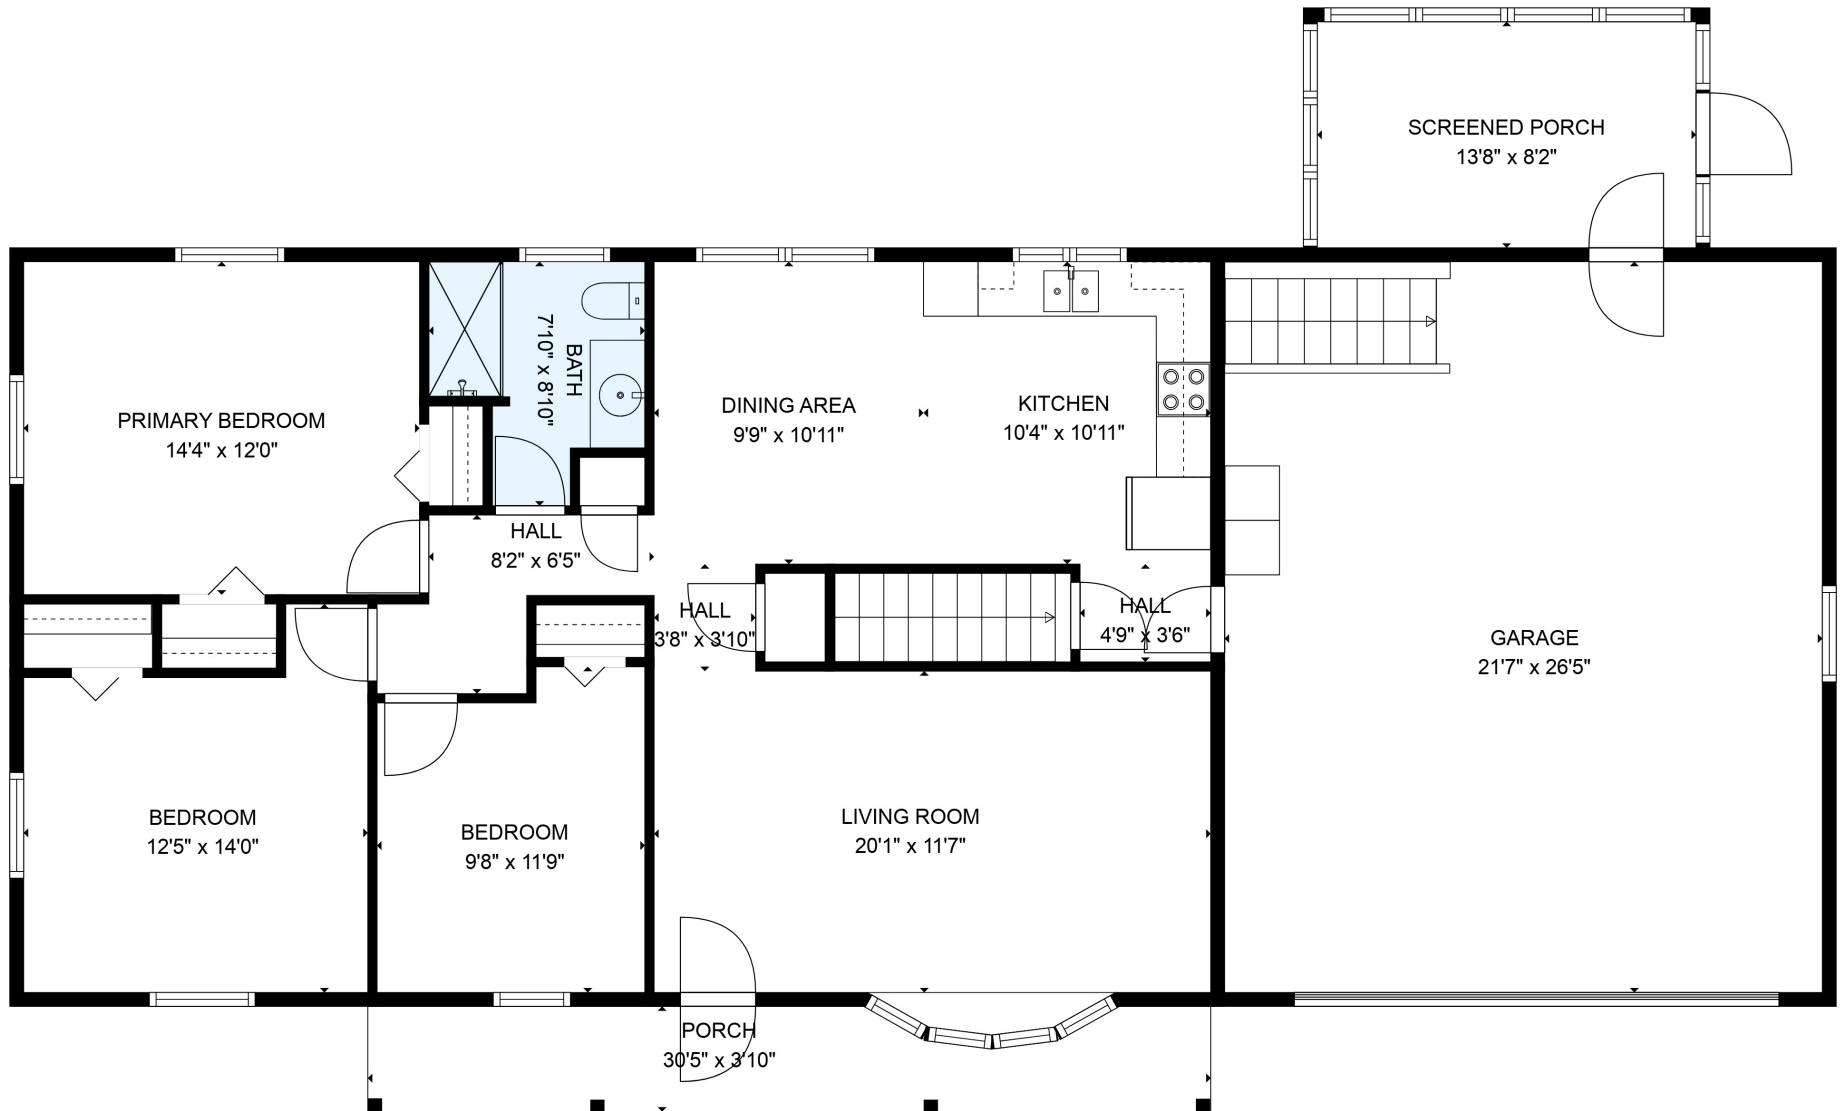 SCREENED PORCH
13'8" x 8'2"
PRIMARY BEDROOM
14'4" x 12'0"
BATH
7'10" x 8'10"
DINING AREA
9'9" x 10'11"
KITCHEN
10'4" x 10'11"
HALL
8'2" x 6'5"
HALL
3'8" x 3'10"
HALL
4'9" x 3'6"
GARAGE
21'7" x 26'5"
BEDROOM
12'5" x 14'0"
BEDROOM
9'8" x 11'9"
LIVING ROOM
20'1" x 11'7"
PORCH
30'5" x 3'10"